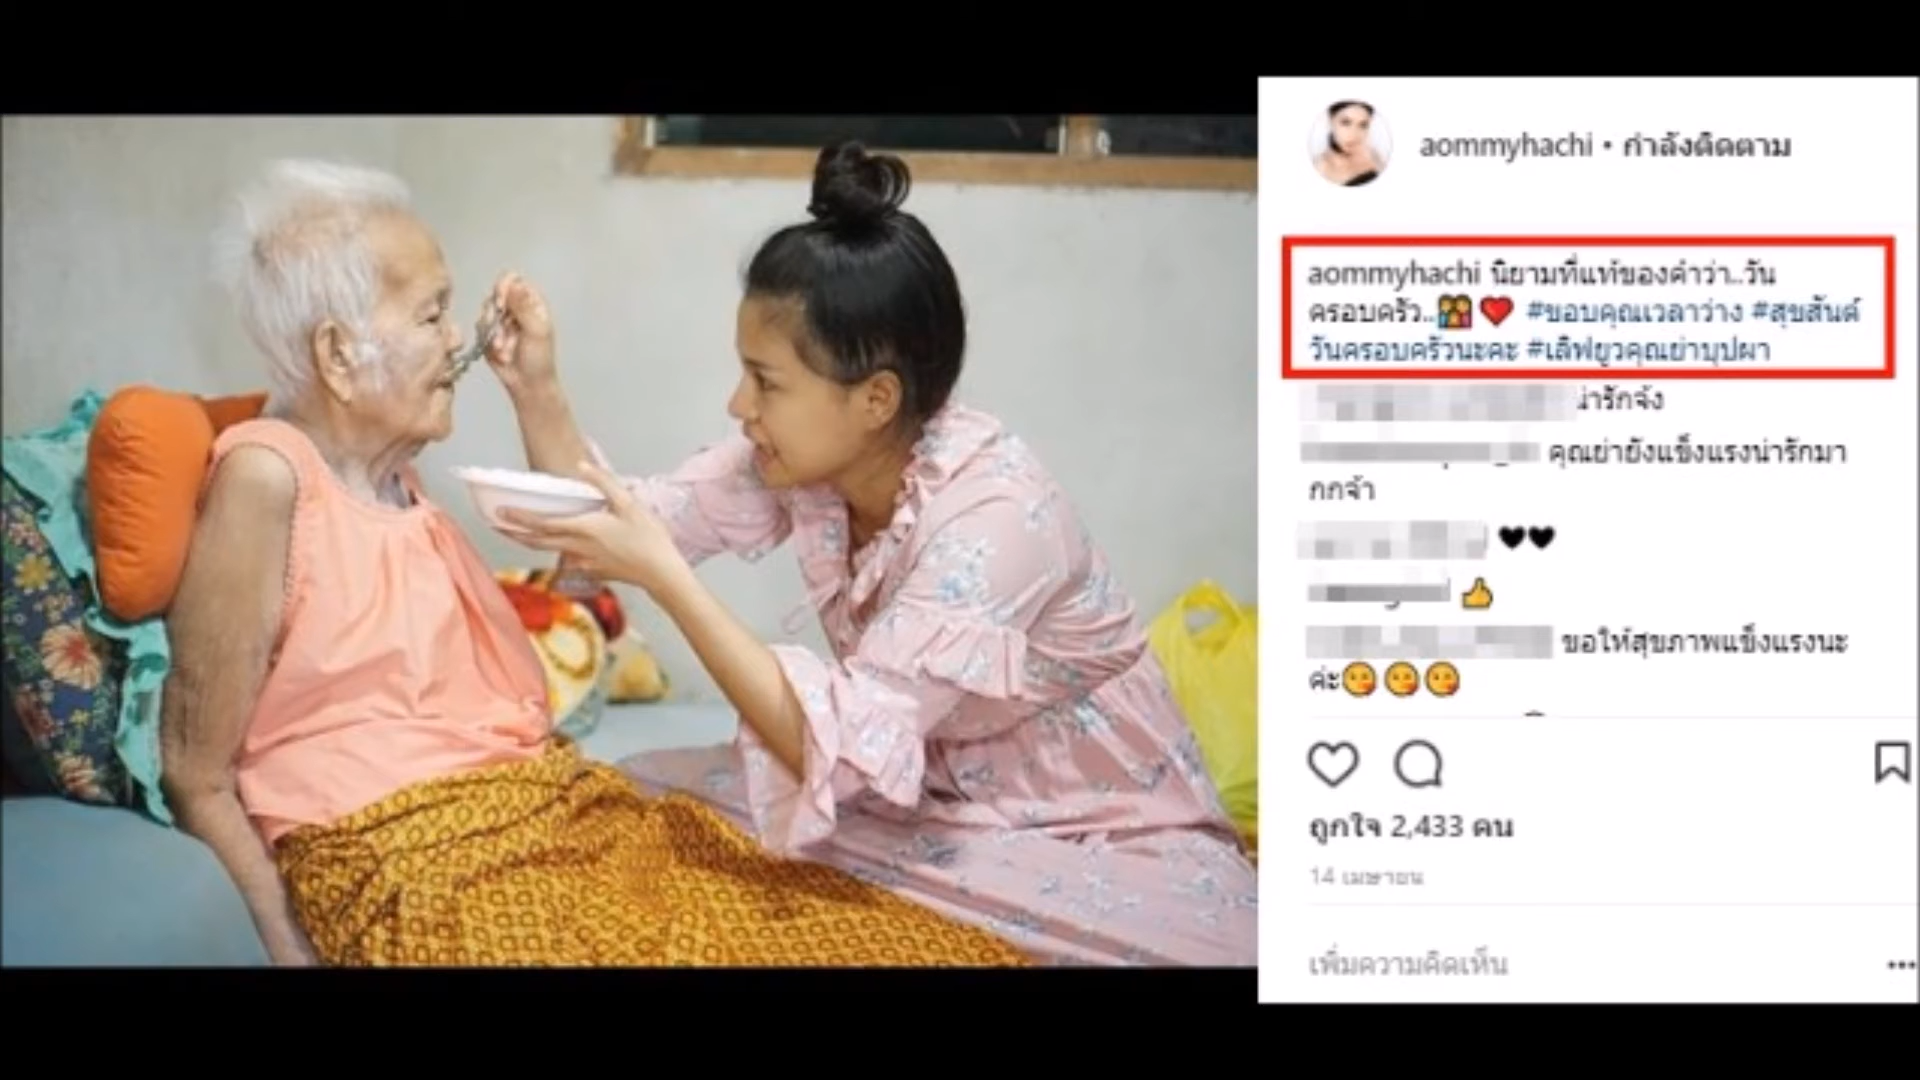 aommyhachi • กำลังติดตาม
aommyhachi นิยามที่แท้ของคำว่า..วัน
ครอบครัว..👨‍👩‍👧‍👦❤️ #ขอบคุณเวลาว่าง #สุขสันต์
วันครอบครัวนะคะ #เลิฟยูวคุณย่าบุปผา
น่ารักจ้ง
คุณย่ายังแข็งแรงน่ารักมา
กกจ้า
🖤🖤
👍
ขอให้สุขภาพแข็งแรงนะ
ค่ะ😘😘😘
ถูกใจ 2,433 คน
14 เมษายน
เพิ่มความคิดเห็น